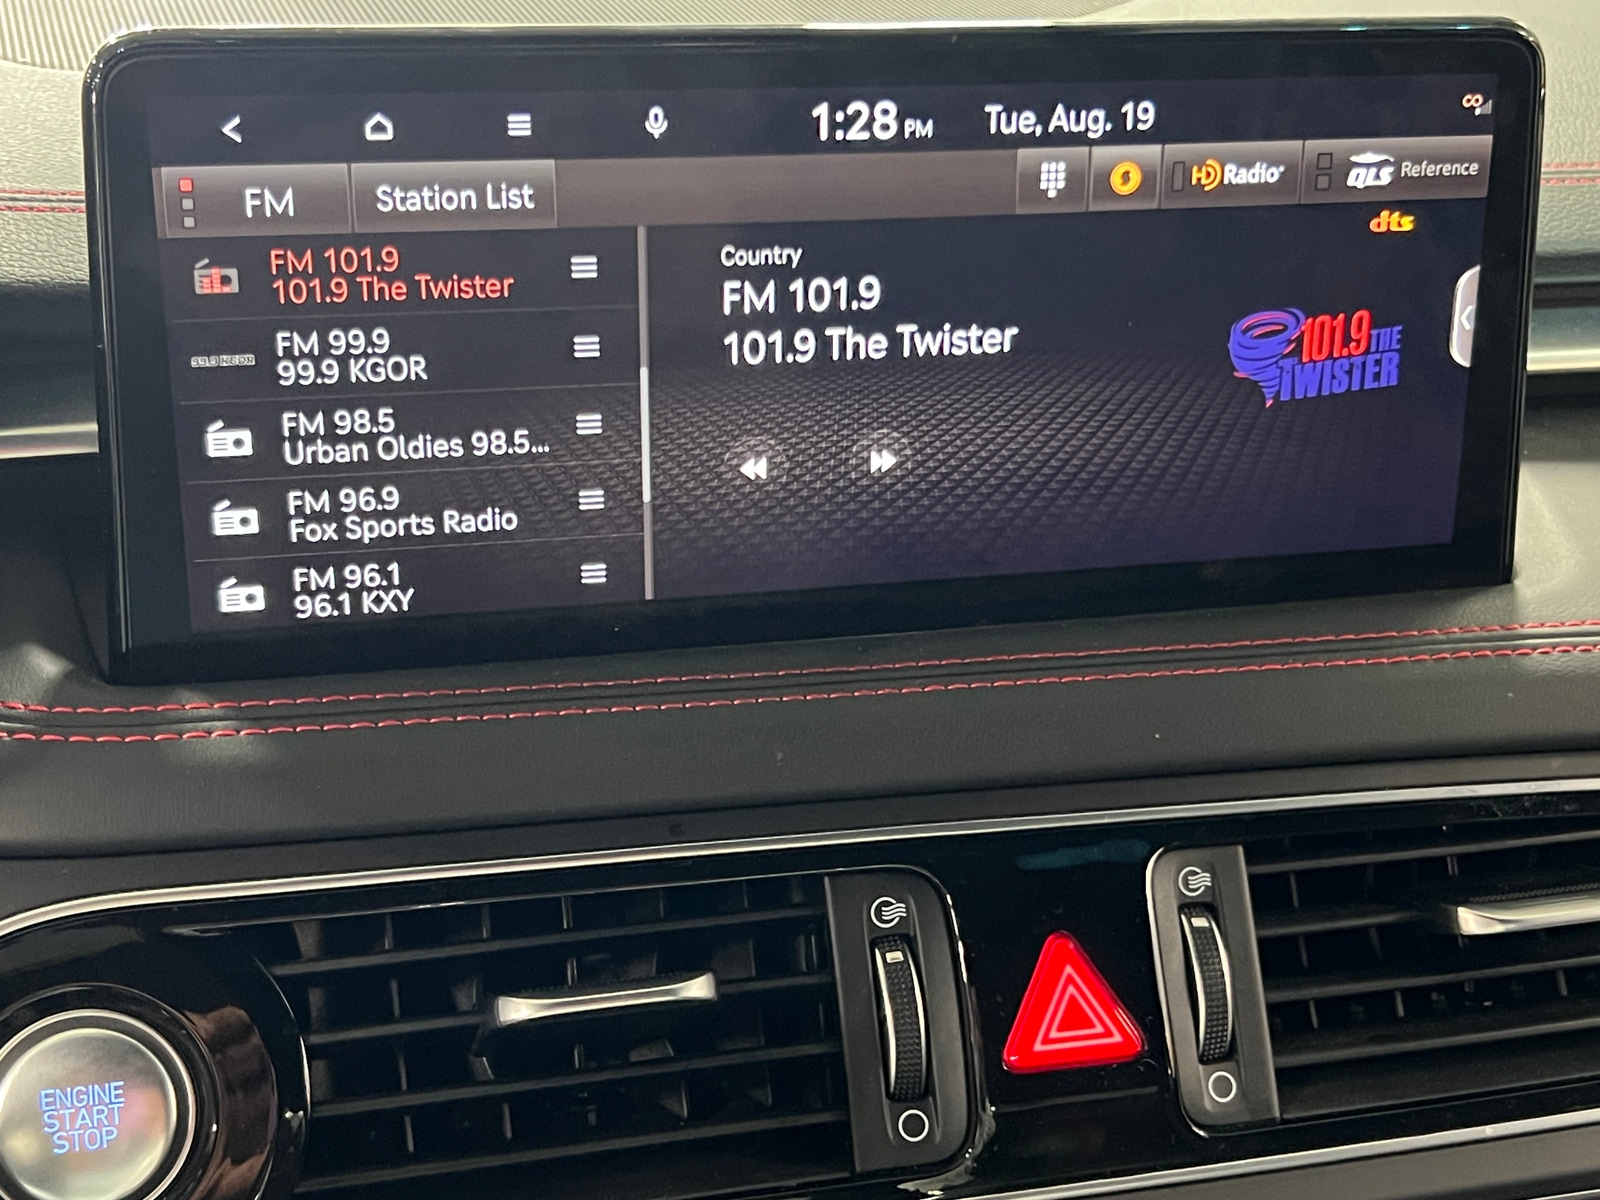 1:28 PM Tue, Aug. 19
FM Station List HD Radio QLS Reference
dts
FM 101.9
101.9 The Twister
FM 99.9
99.9 KGOR
99.9 KGOR
FM 98.5
Urban Oldies 98.5...
FM 96.9
Fox Sports Radio
FM 96.1
96.1 KXY
Country
FM 101.9
101.9 The Twister
101.9 THE
TWISTER
ENGINE
START
STOP